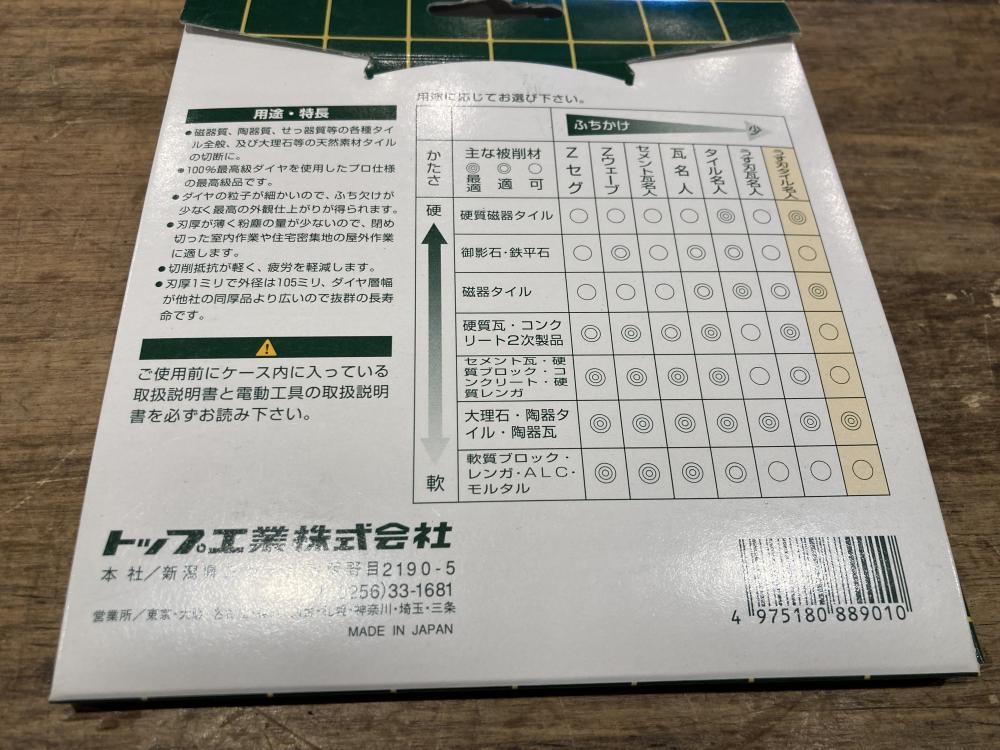 用途・特長
●磁器質、陶器質、せっ器質等の各種タイ
ル全般、及び大理石等の天然素材タイル
の切断に。
●100%最高級ダイヤを使用したプロ仕様
の最高級品です。
●ダイヤの粒子が細かいので、ふち欠けが
少なく最高の外観仕上がりが得られます。
●刃厚が薄く粉塵の量が少ないので、閉め
切った室内作業や住宅密集地の屋外作業
に適します。
●切削抵抗が軽く、疲労を軽減します。
●刃厚1ミリで外径は105ミリ、ダイヤ層幅
が他社の同厚品より広いので抜群の長寿
命です。
ご使用前にケース内に入っている
取扱説明書と電動工具の取扱説明
書を必ずお読み下さい。
用途に応じてお選び下さい。
ふちかけ 少
かたさ
主な被削材
◎ ◎ ○
最適 適 可
Zセグ
Zウェーブ
セメント瓦名人
瓦名人
タイル名人
うす刃瓦名人
うす刃タイル名人
硬
硬質磁器タイル
御影石・鉄平石
磁器タイル
硬質瓦・コンク
リート2次製品
セメント瓦・硬
質ブロック・コ
ンクリート・硬
質レンガ
大理石・陶器タ
イル・陶器瓦
軟質ブロック・
レンガ・ALC・
モルタル
軟
トップ工業株式会社
本社/新潟 野目2190-5
256)33-1681
営業所/東京・大阪・ 神奈川・埼玉・三条
MADE IN JAPAN
4 975180 889010